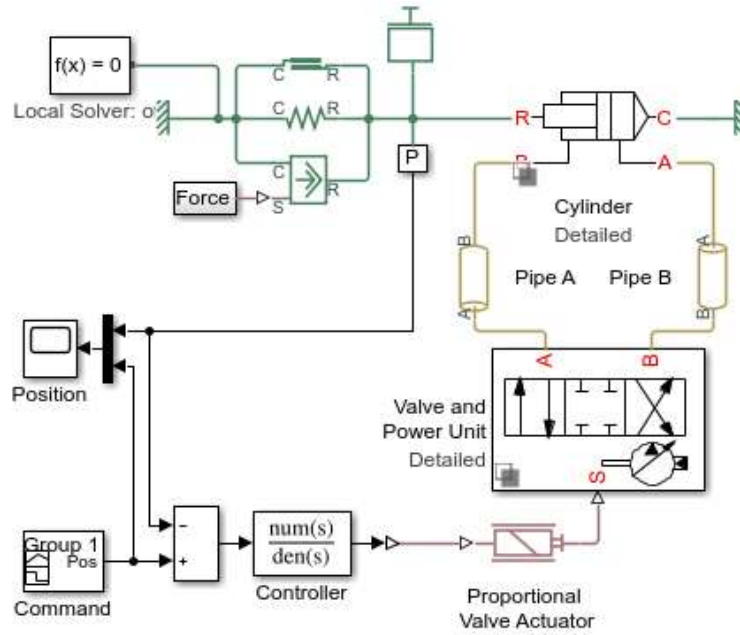 f(x) = 0
Local Solver: o
C
R
C
R
C
R
S
Force
P
R
C
A
Cylinder
Detailed
B
A
Pipe A
Pipe B
A
B
A
B
Valve and
Power Unit
Detailed
S
Position
Group 1
Pos
Command
−
+
num(s)
den(s)
Controller
Proportional
Valve Actuator